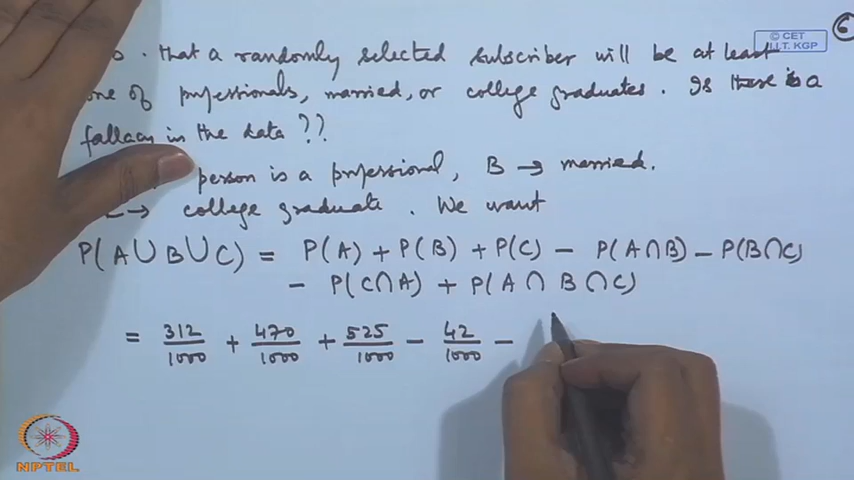 6
© CET
I.I.T. KGP
that a randomly selected subscriber will be at least
one of professionals, married, or college graduates. Is there is a
fallacy in the data ??
person is a professional, B → married.
C → college graduate. We want
P(A∪B∪C) = P(A) + P(B) + P(C) - P(A∩B) - P(B∩C)
- P(C∩A) + P(A∩B∩C)
= 312/1000 + 470/1000 + 525/1000 - 42/1000 -
NPTEL